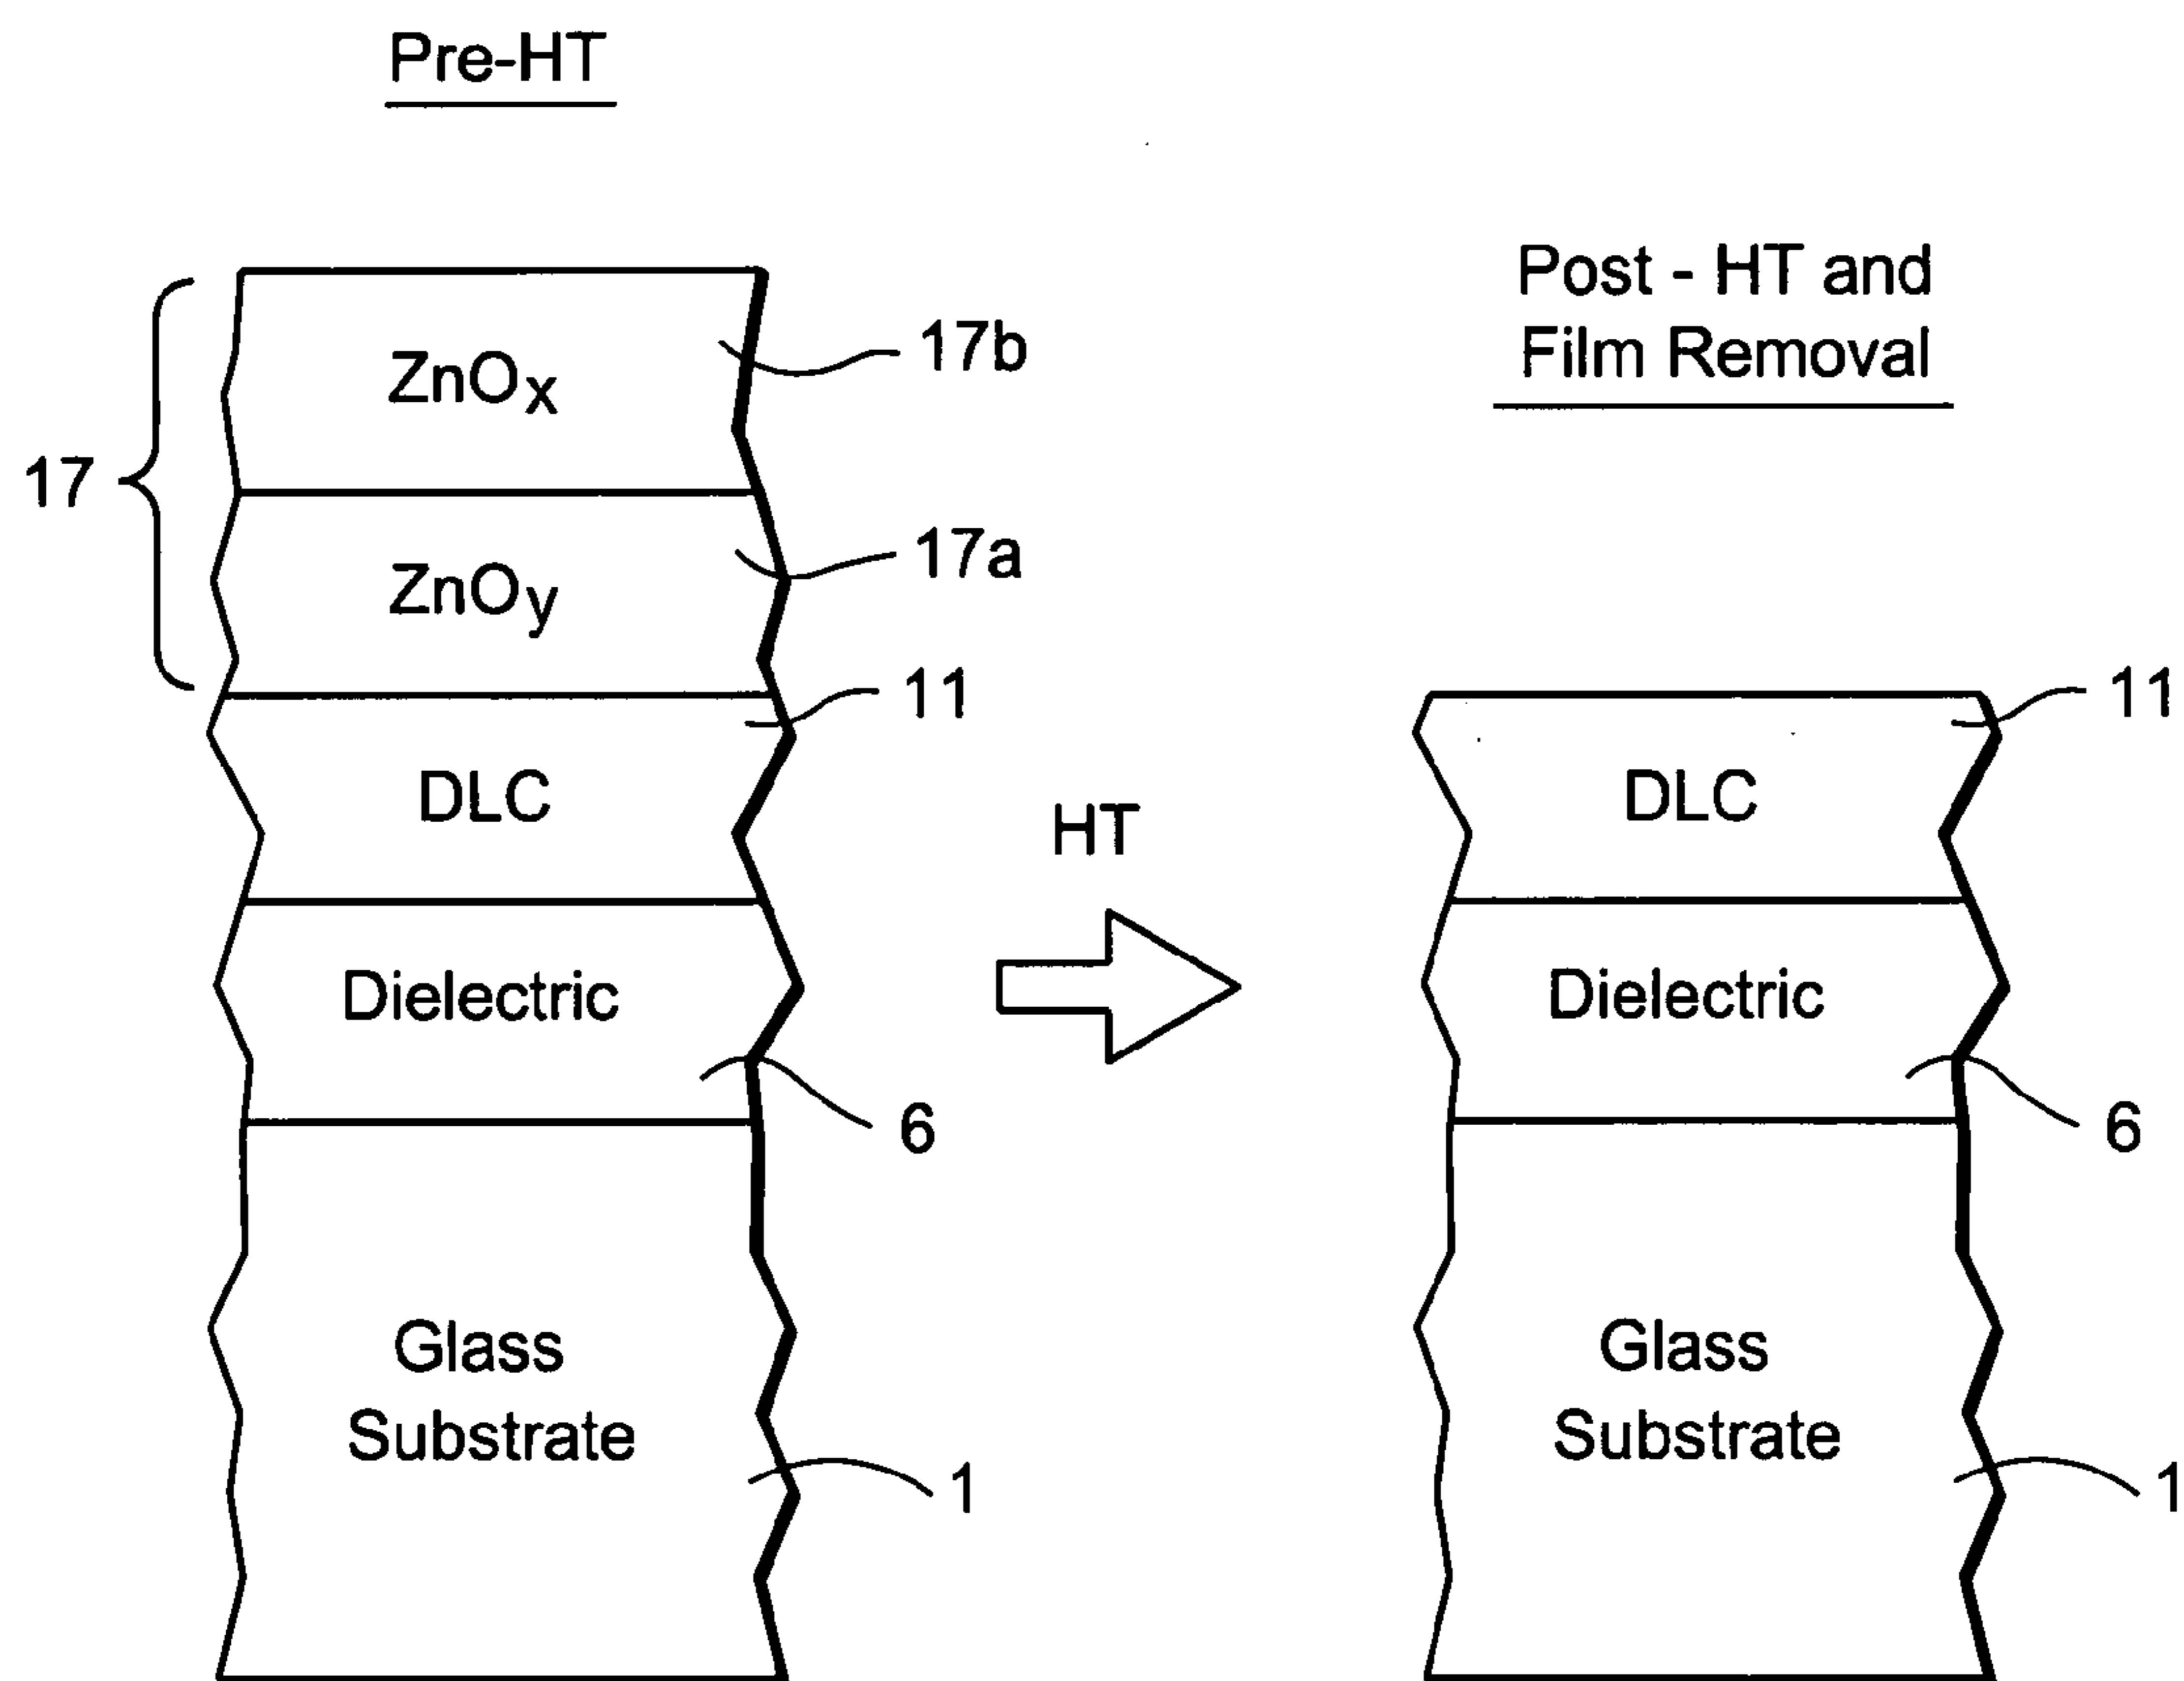 Pre-HT
ZnOx
17b
17
ZnOy
17a
11
DLC
Dielectric
6
Glass
Substrate
1
HT
Post - HT and
Film Removal
11
DLC
Dielectric
6
Glass
Substrate
1